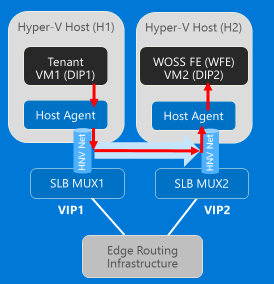 Hyper-V Host (H1)
Hyper-V Host (H2)
Tenant
VM1 (DIP1)
WOSS FE (WFE)
VM2 (DIP2)
Host Agent
Host Agent
HNV Net
HNV Net
SLB MUX1
SLB MUX2
VIP1
VIP2
Edge Routing
Infrastructure